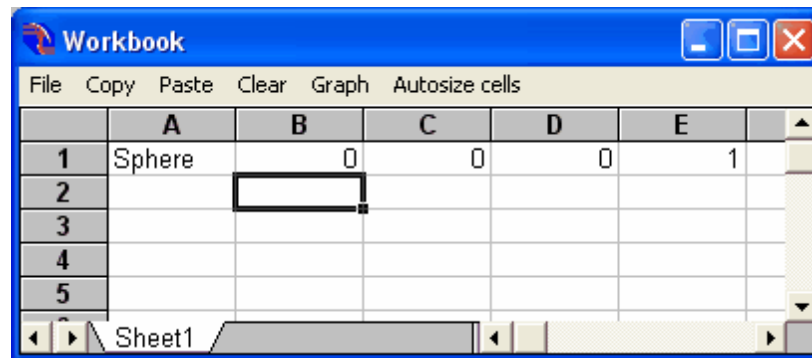 Workbook
File Copy Paste Clear Graph Autosize cells
A B C D E
1 Sphere 0 0 0 1
2
3
4
5
Sheet1